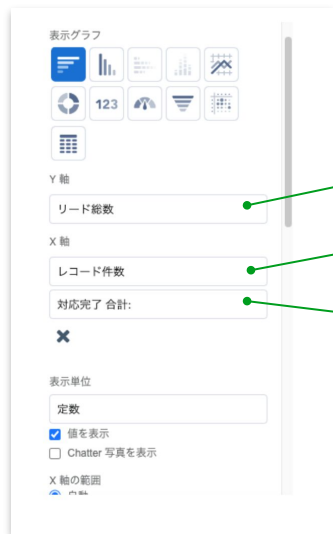 表示グラフ
123
Y 軸
リード総数
X 軸
レコード件数
対応完了 合計:
表示単位
定数
値を表示
Chatter 写真を表示
X 軸の範囲
自動